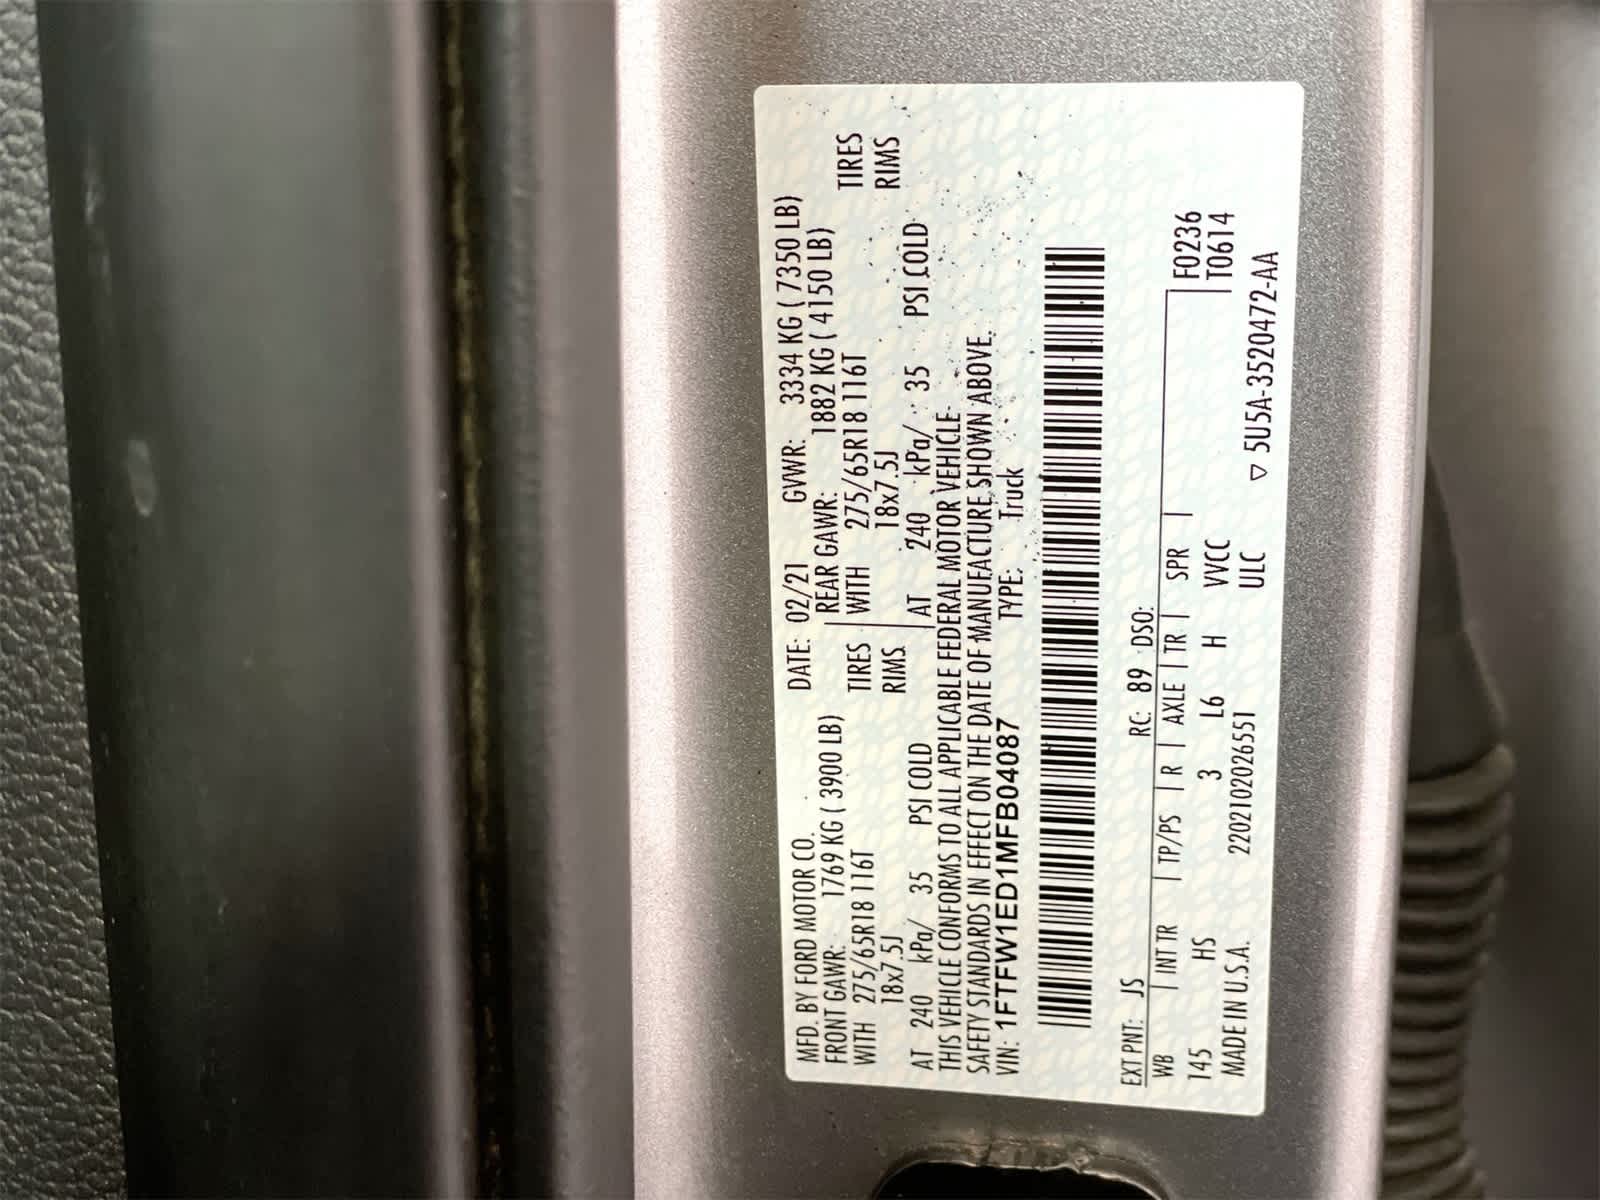 MFD. BY FORD MOTOR CO. DATE: 02/21 GVWR: 3334 KG ( 7350 LB)
FRONT GAWR: 1769 KG ( 3900 LB) REAR GAWR: 1882 KG ( 4150 LB)
WITH 275/65R18 116T TIRES WITH 275/65R18 116T TIRES
18x7.5J RIMS 18x7.5J RIMS
AT 240 kPa/ 35 PSI COLD AT 240 kPa/ 35 PSI COLD
THIS VEHICLE CONFORMS TO ALL APPLICABLE FEDERAL MOTOR VEHICLE
SAFETY STANDARDS IN EFFECT ON THE DATE OF MANUFACTURE SHOWN ABOVE.
VIN: 1FTFW1ED1MFB04087 TYPE: Truck
EXT PNT: JS RC: 89 DSO:
WB INT TR TP/PS R AXLE TR SPR F0236
145 HS 3 L6 H VVCC T0614
MADE IN U.S.A. 2202102026551 ULC ▽ 5U5A-3520472-AA